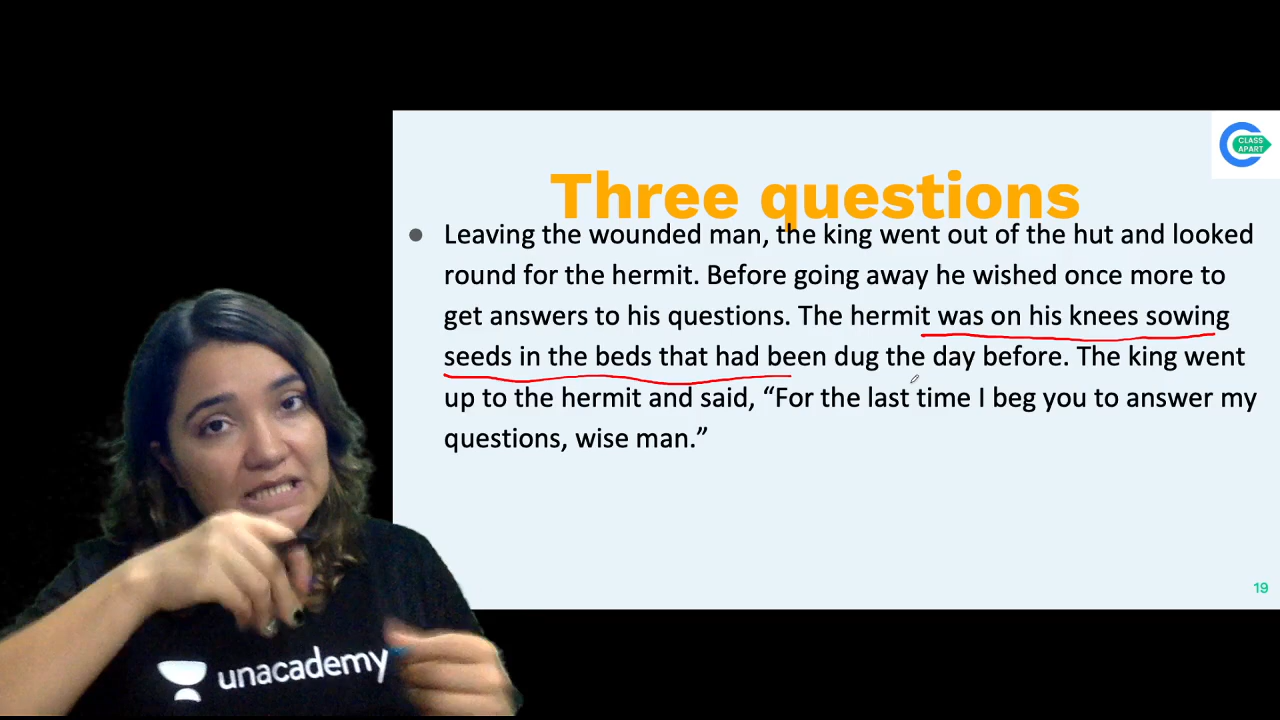 CLASS
APART
Three questions
● Leaving the wounded man, the king went out of the hut and looked
round for the hermit. Before going away he wished once more to
get answers to his questions. The hermit was on his knees sowing
seeds in the beds that had been dug the day before. The king went
up to the hermit and said, “For the last time I beg you to answer my
questions, wise man.”
19
unacademy